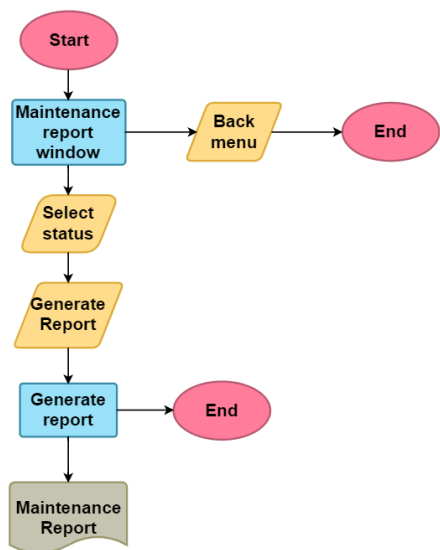 Start
Maintenance
report
window
Back
menu
End
Select
status
Generate
Report
Generate
report
End
Maintenance
Report